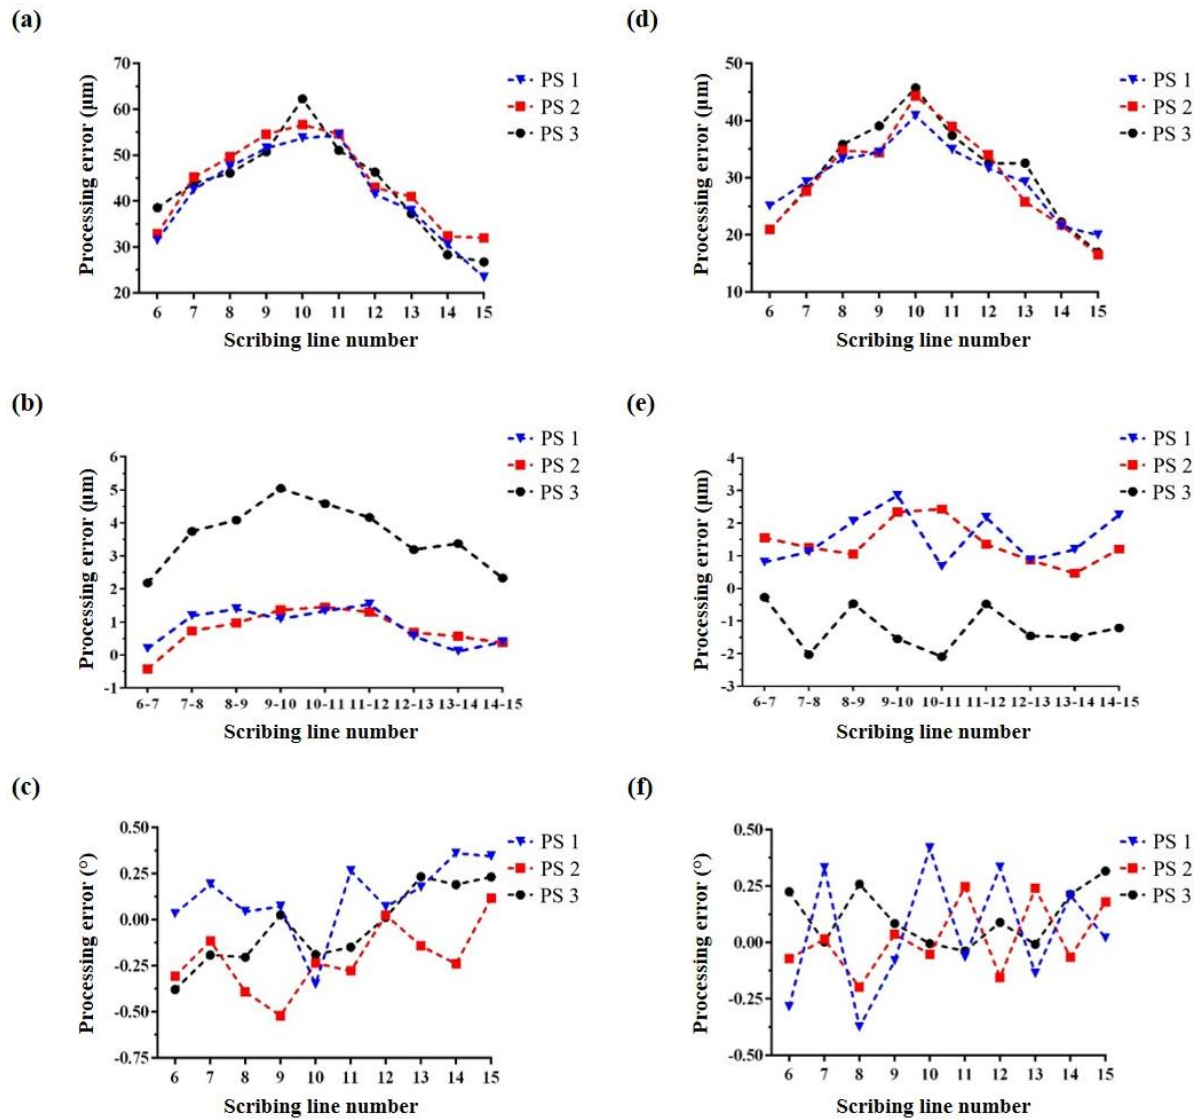 (a)
Processing error (μm)
70
60
50
40
30
20
6 7 8 9 10 11 12 13 14 15
Scribing line number
PS 1
PS 2
PS 3
(d)
Processing error (μm)
50
40
30
20
10
6 7 8 9 10 11 12 13 14 15
Scribing line number
PS 1
PS 2
PS 3
(b)
Processing error (μm)
6
5
4
3
2
1
0
-1
6-7 7-8 8-9 9-10 10-11 11-12 12-13 13-14 14-15
Scribing line number
PS 1
PS 2
PS 3
(e)
Processing error (μm)
4
3
2
1
0
-1
-2
-3
6-7 7-8 8-9 9-10 10-11 11-12 12-13 13-14 14-15
Scribing line number
PS 1
PS 2
PS 3
(c)
Processing error (°)
0.50
0.25
0.00
-0.25
-0.50
-0.75
6 7 8 9 10 11 12 13 14 15
Scribing line number
PS 1
PS 2
PS 3
(f)
Processing error (°)
0.50
0.25
0.00
-0.25
-0.50
6 7 8 9 10 11 12 13 14 15
Scribing line number
PS 1
PS 2
PS 3